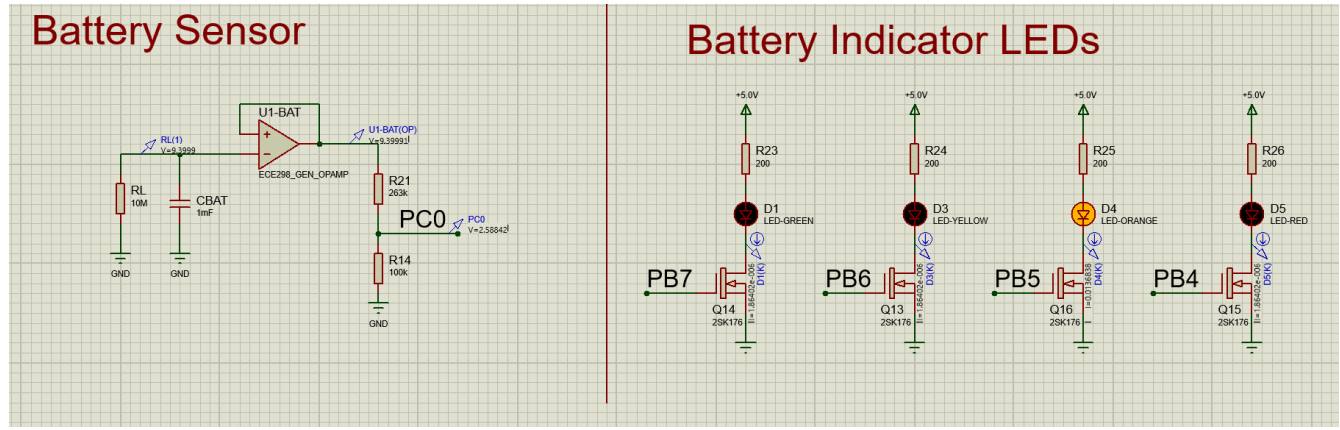 Battery Sensor
Battery Indicator LEDs
U1-BAT
U1-BAT(OP)
V=9.39991
RL(1)
V=9.3999
ECE298_GEN_OPAMP
RL
10M
CBAT
1mF
R21
263k
PC0
PC0
V=2.58842
R14
100k
GND
GND
GND
+5.0V
+5.0V
+5.0V
+5.0V
R23
200
R24
200
R25
200
R26
200
D1
LED-GREEN
D3
LED-YELLOW
D4
LED-ORANGE
D5
LED-RED
PB7
D1(K)
I=1.86402e-006
Q14
2SK176
PB6
D3(K)
I=1.86402e-006
Q13
2SK176
PB5
D4(K)
I=0.0136838
Q16
2SK176
PB4
D5(K)
I=1.86402e-006
Q15
2SK176